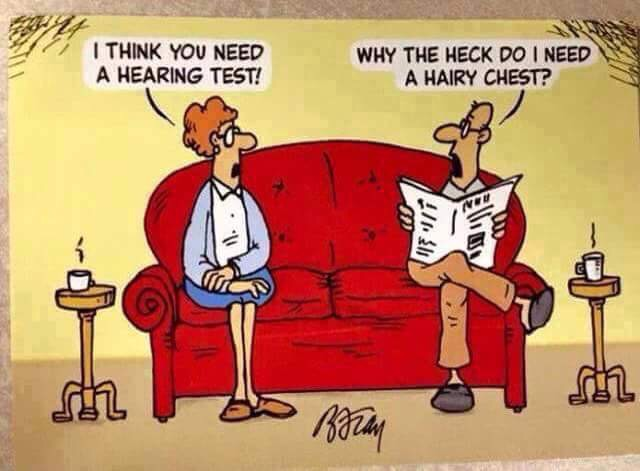 I THINK YOU NEED
A HEARING TEST!
WHY THE HECK DO I NEED
A HAIRY CHEST?